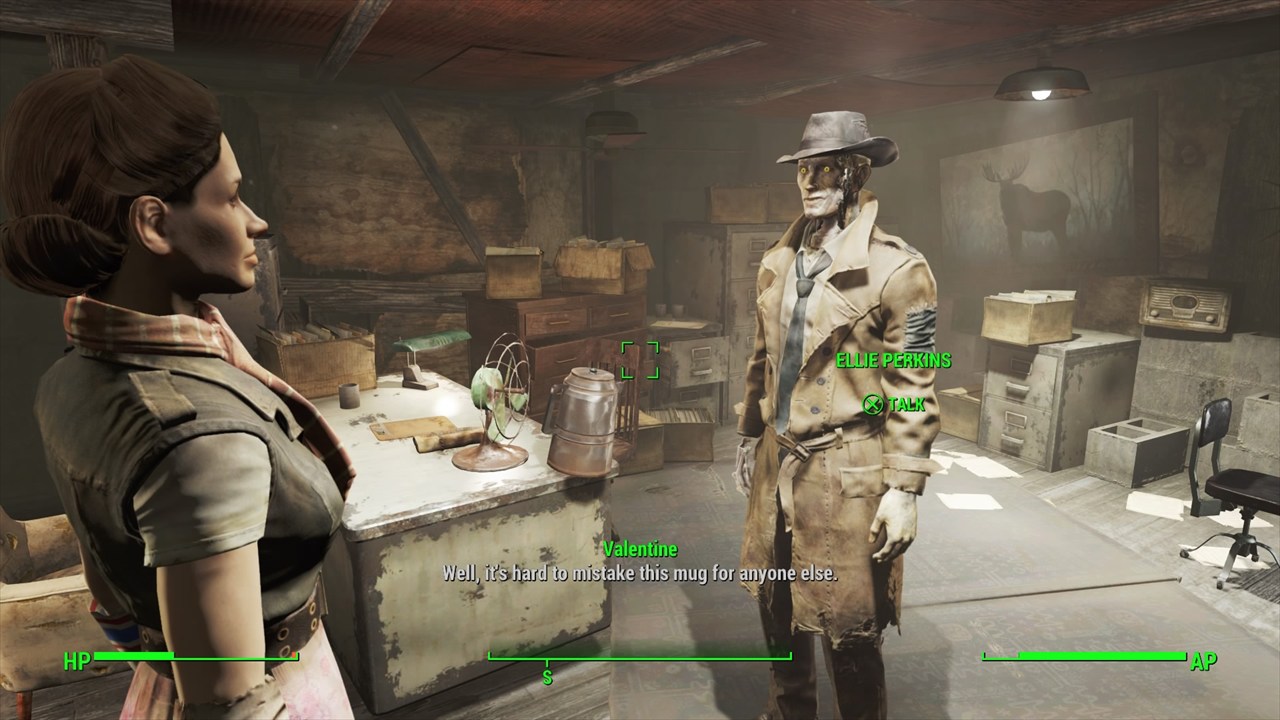 ELLIE PERKINS
TALK
Valentine
Well, it's hard to mistake this mug for anyone else.
HP
S
AP